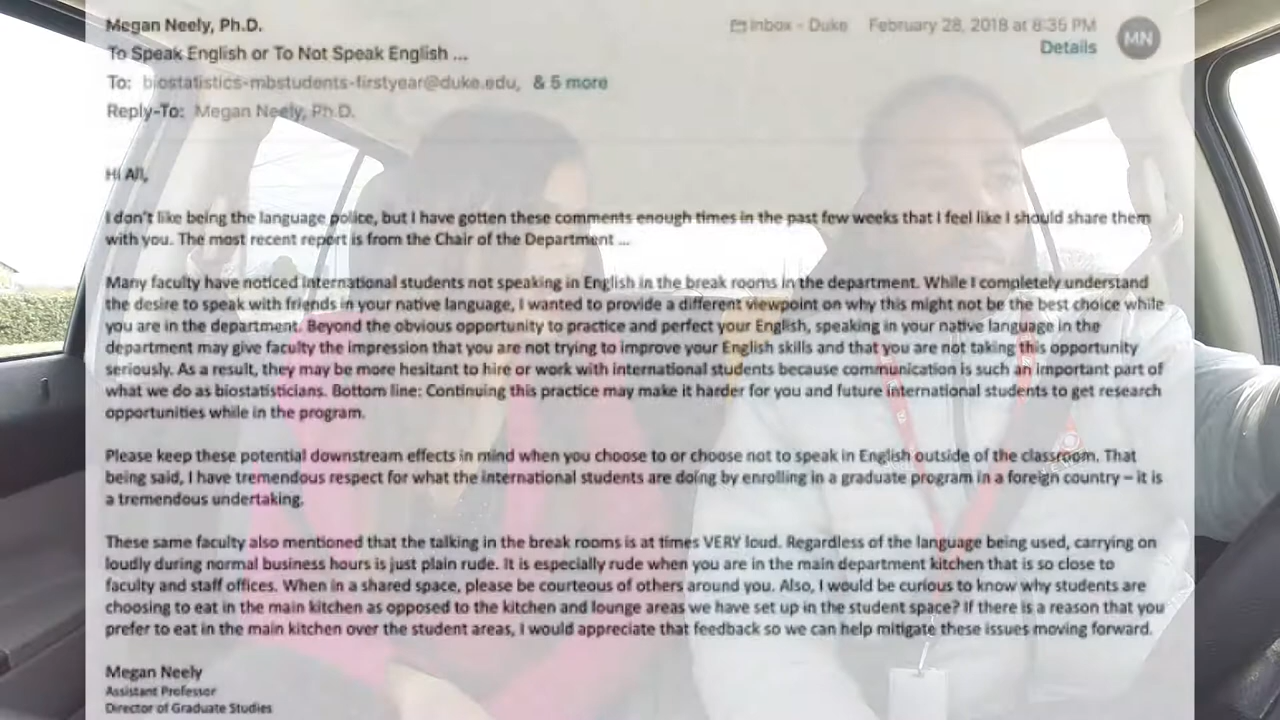 Megan Neely, Ph.D.
Inbox - Duke February 28, 2018 at 8:35 PM
MN
To Speak English or To Not Speak English ...
Details
To: biostatistics-mbstudents-firstyear@duke.edu, & 5 more
Reply-To: Megan Neely, Ph.D.
Hi All,
I don't like being the language police, but I have gotten these comments enough times in the past few weeks that I feel like I should share them
with you. The most recent report is from the Chair of the Department ...
Many faculty have noticed international students not speaking in English in the break rooms in the department. While I completely understand
the desire to speak with friends in your native language, I wanted to provide a different viewpoint on why this might not be the best choice while
you are in the department. Beyond the obvious opportunity to practice and perfect your English, speaking in your native language in the
department may give faculty the impression that you are not trying to improve your English skills and that you are not taking this opportunity
seriously. As a result, they may be more hesitant to hire or work with international students because communication is such an important part of
what we do as biostatisticians. Bottom line: Continuing this practice may make it harder for you and future international students to get research
opportunities while in the program.
Please keep these potential downstream effects in mind when you choose to or choose not to speak in English outside of the classroom. That
being said, I have tremendous respect for what the international students are doing by enrolling in a graduate program in a foreign country – it is
a tremendous undertaking.
These same faculty also mentioned that the talking in the break rooms is at times VERY loud. Regardless of the language being used, carrying on
loudly during normal business hours is just plain rude. It is especially rude when you are in the main department kitchen that is so close to
faculty and staff offices. When in a shared space, please be courteous of others around you. Also, I would be curious to know why students are
choosing to eat in the main kitchen as opposed to the kitchen and lounge areas we have set up in the student space? If there is a reason that you
prefer to eat in the main kitchen over the student areas, I would appreciate that feedback so we can help mitigate these issues moving forward.
Megan Neely
Assistant Professor
Director of Graduate Studies